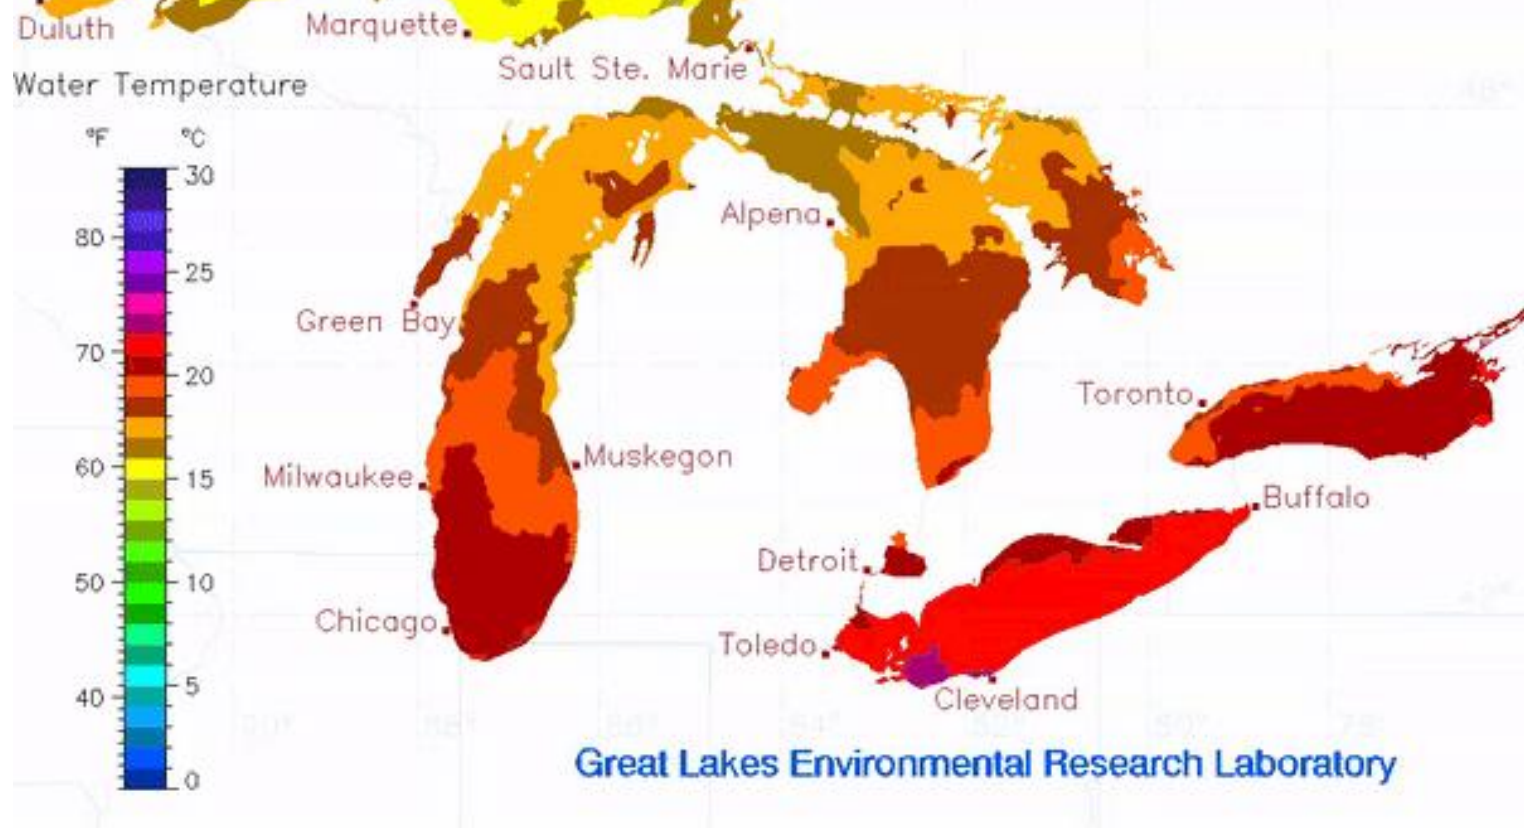 Duluth
Marquette
Sault Ste. Marie
Water Temperature
°F °C
30
80
Alpena
25
Green Bay
70
20
Toronto
60
Milwaukee
Muskegon
15
Buffalo
Detroit
50
10
Chicago
Toledo
5
40
Cleveland
0
Great Lakes Environmental Research Laboratory